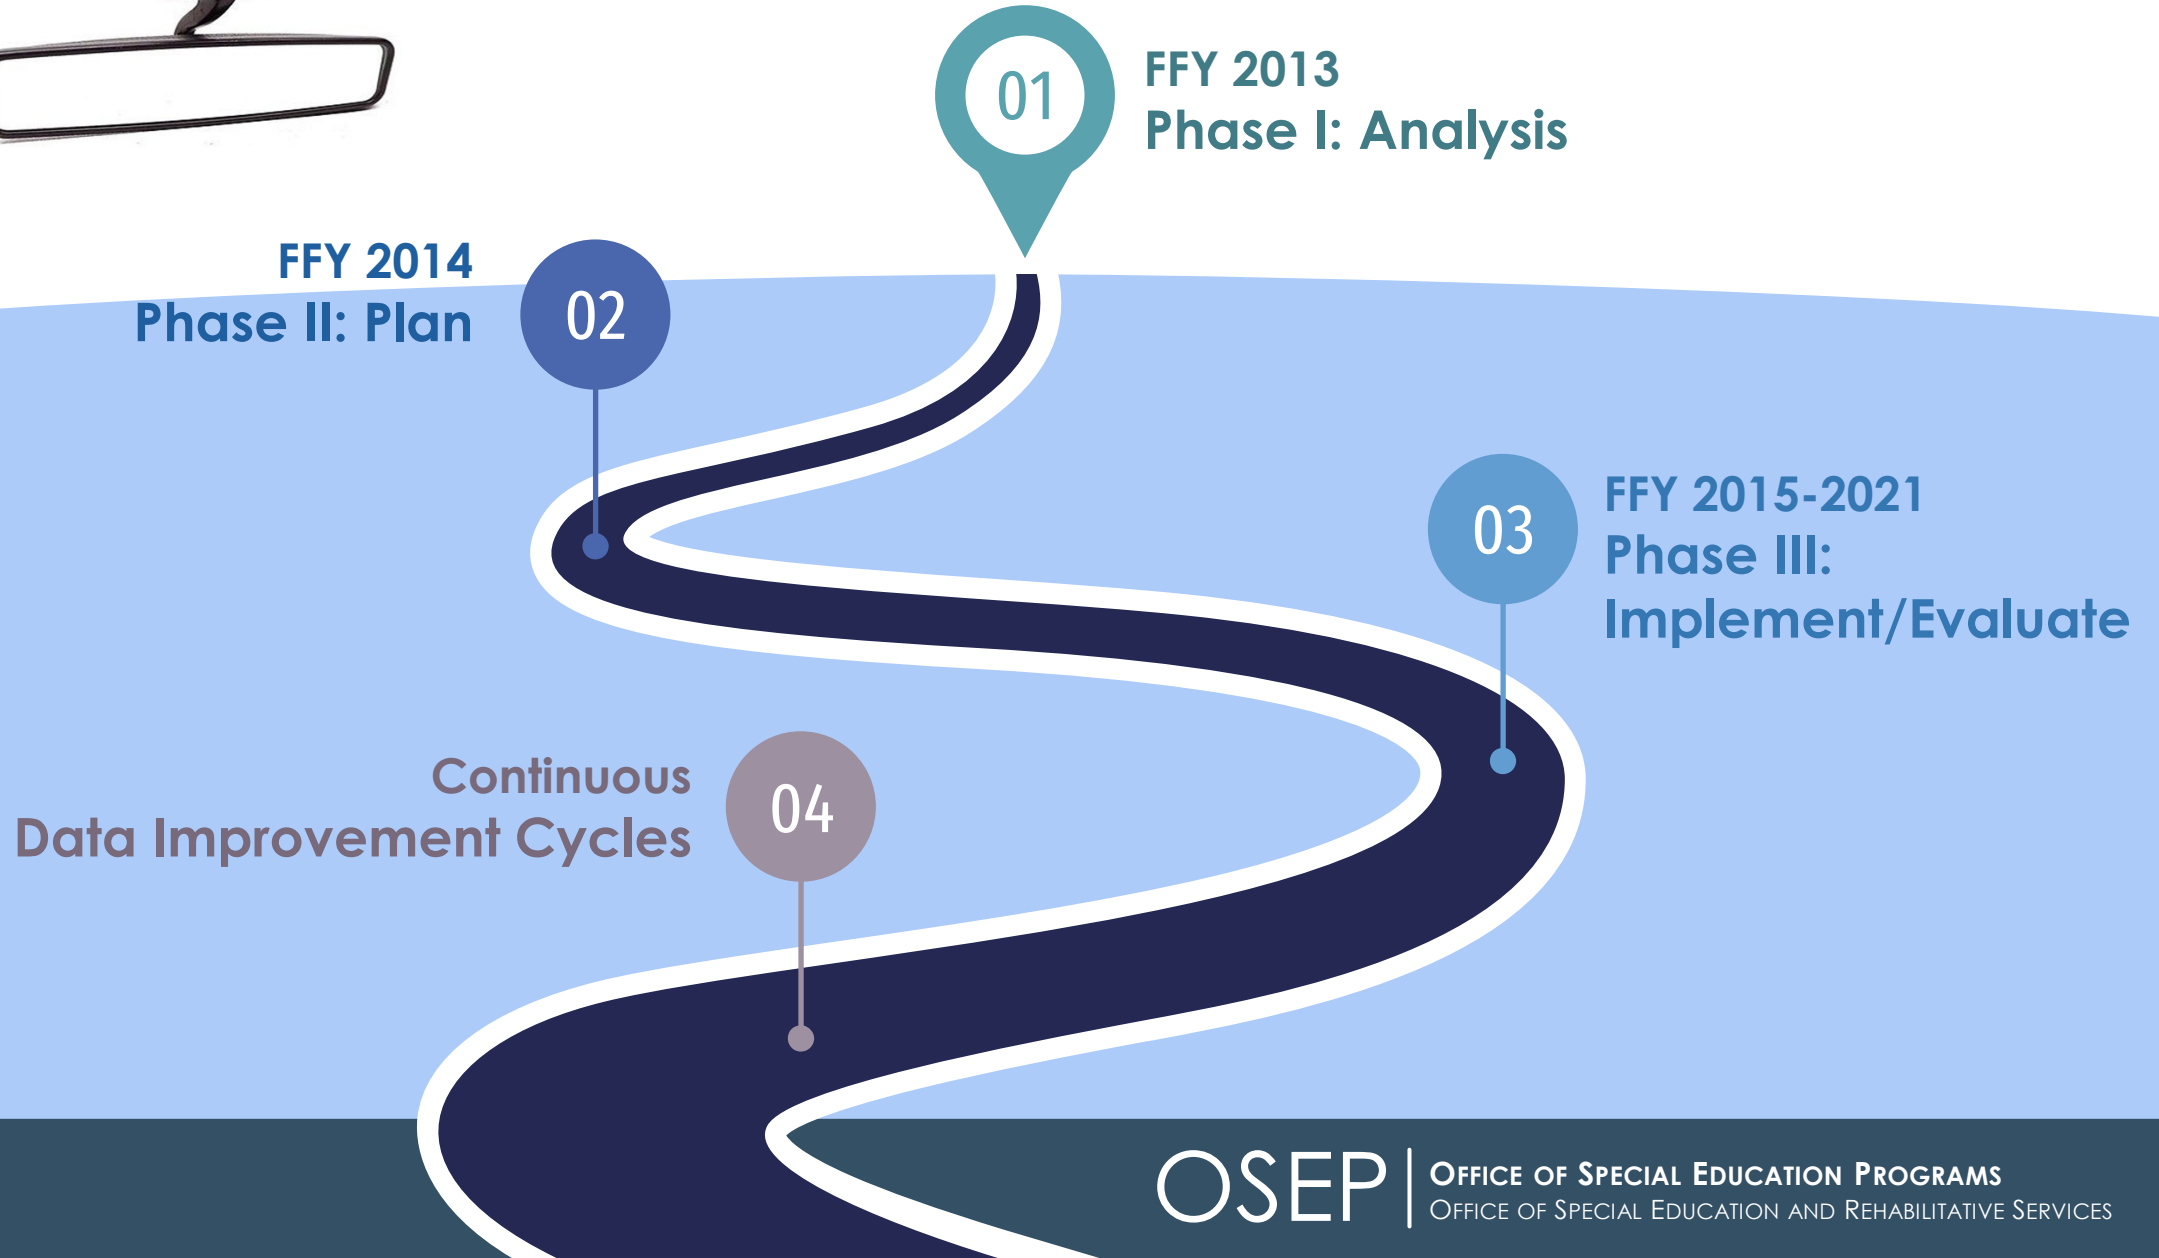 01
FFY 2013
Phase I: Analysis
FFY 2014
Phase II: Plan
02
03
FFY 2015-2021
Phase III:
Implement/Evaluate
Continuous
Data Improvement Cycles
04
OSEP
OFFICE OF SPECIAL EDUCATION PROGRAMS
OFFICE OF SPECIAL EDUCATION AND REHABILITATIVE SERVICES